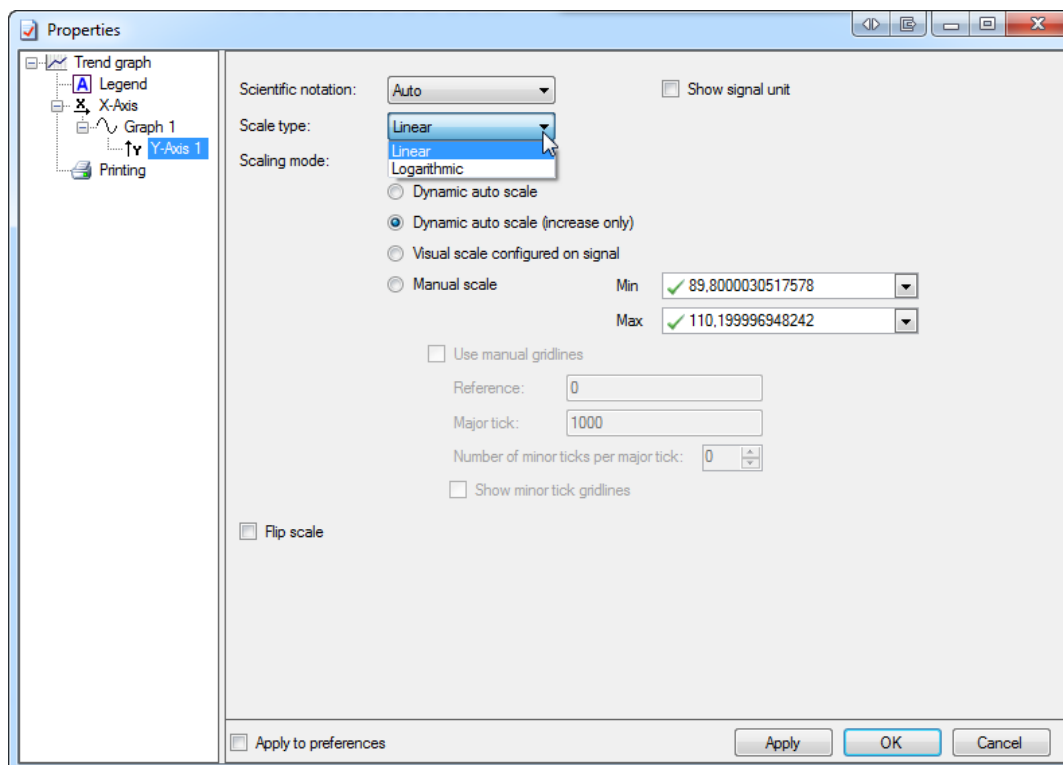 Properties
Trend graph
A Legend
X X-Axis
Graph 1
Y Y-Axis 1
Printing
Scientific notation: Auto Show signal unit
Scale type: Linear
Linear
Scaling mode: Logarithmic
Dynamic auto scale
Dynamic auto scale (increase only)
Visual scale configured on signal
Manual scale Min 89,8000030517578
Max 110,199996948242
Use manual gridlines
Reference: 0
Major tick: 1000
Number of minor ticks per major tick: 0
Show minor tick gridlines
Flip scale
Apply to preferences Apply OK Cancel